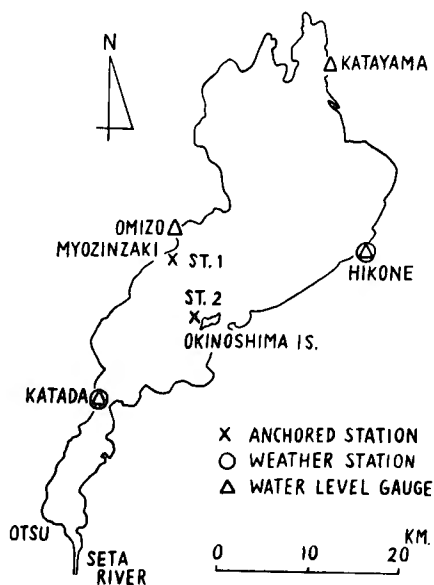 N
KATAYAMA
OMIZO
MYOZINZAKI
ST.1
HIKONE
ST.2
OKINOSHIMA IS.
KATADA
X ANCHORED STATION
O WEATHER STATION
△ WATER LEVEL GAUGE
OTSU
SETA
RIVER
KM.
0 10 20